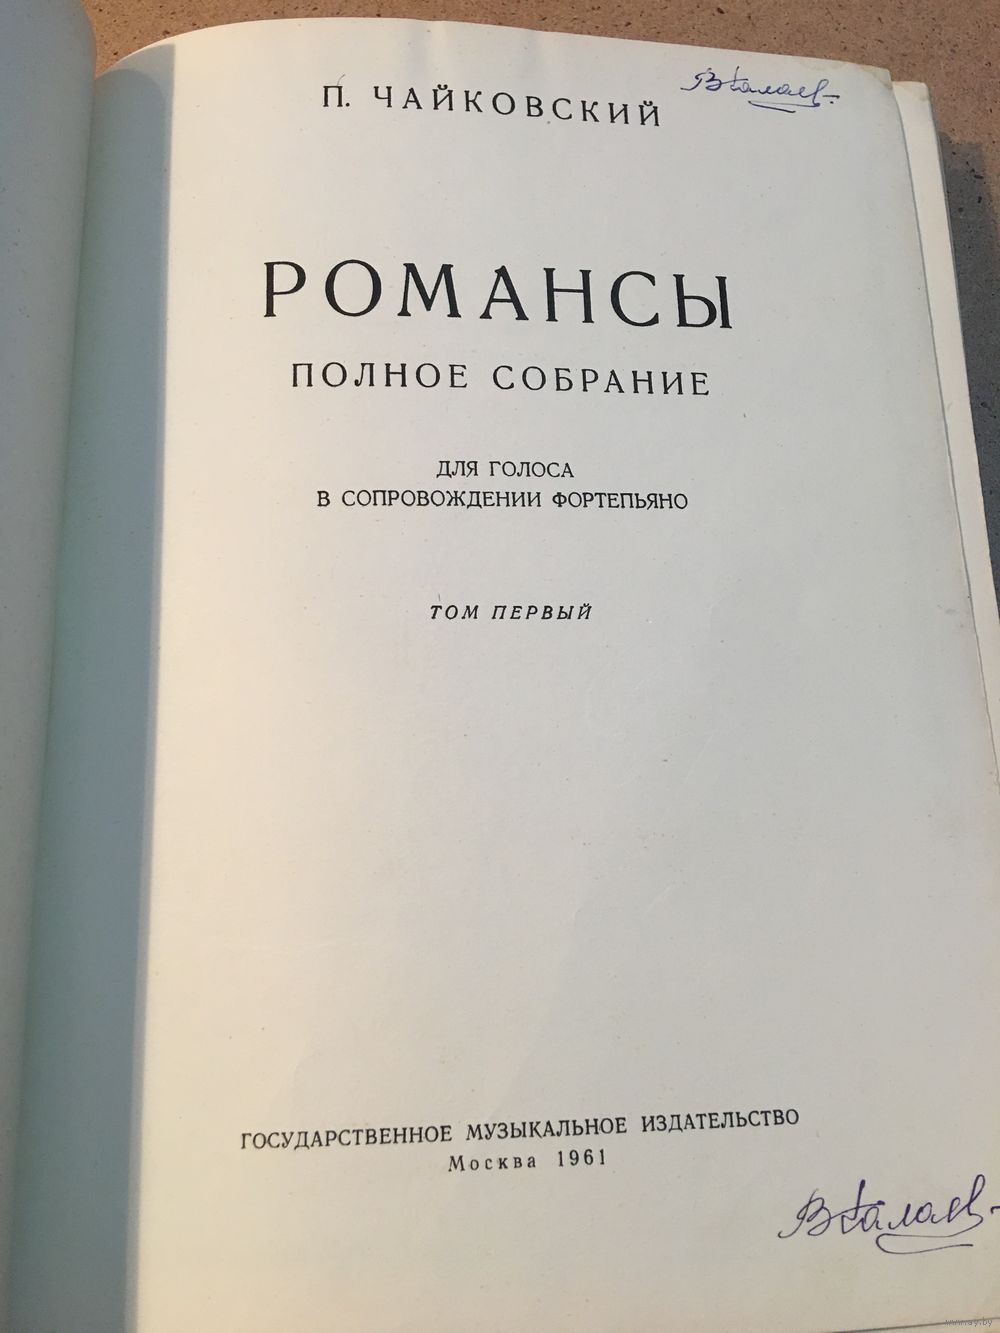 П. ЧАЙКОВСКИЙ
РОМАНСЫ
ПОЛНОЕ СОБРАНИЕ
ДЛЯ ГОЛОСА
В СОПРОВОЖДЕНИИ ФОРТЕПЬЯНО
ТОМ ПЕРВЫЙ
ГОСУДАРСТВЕННОЕ МУЗЫКАЛЬНОЕ ИЗДАТЕЛЬСТВО
Москва 1961